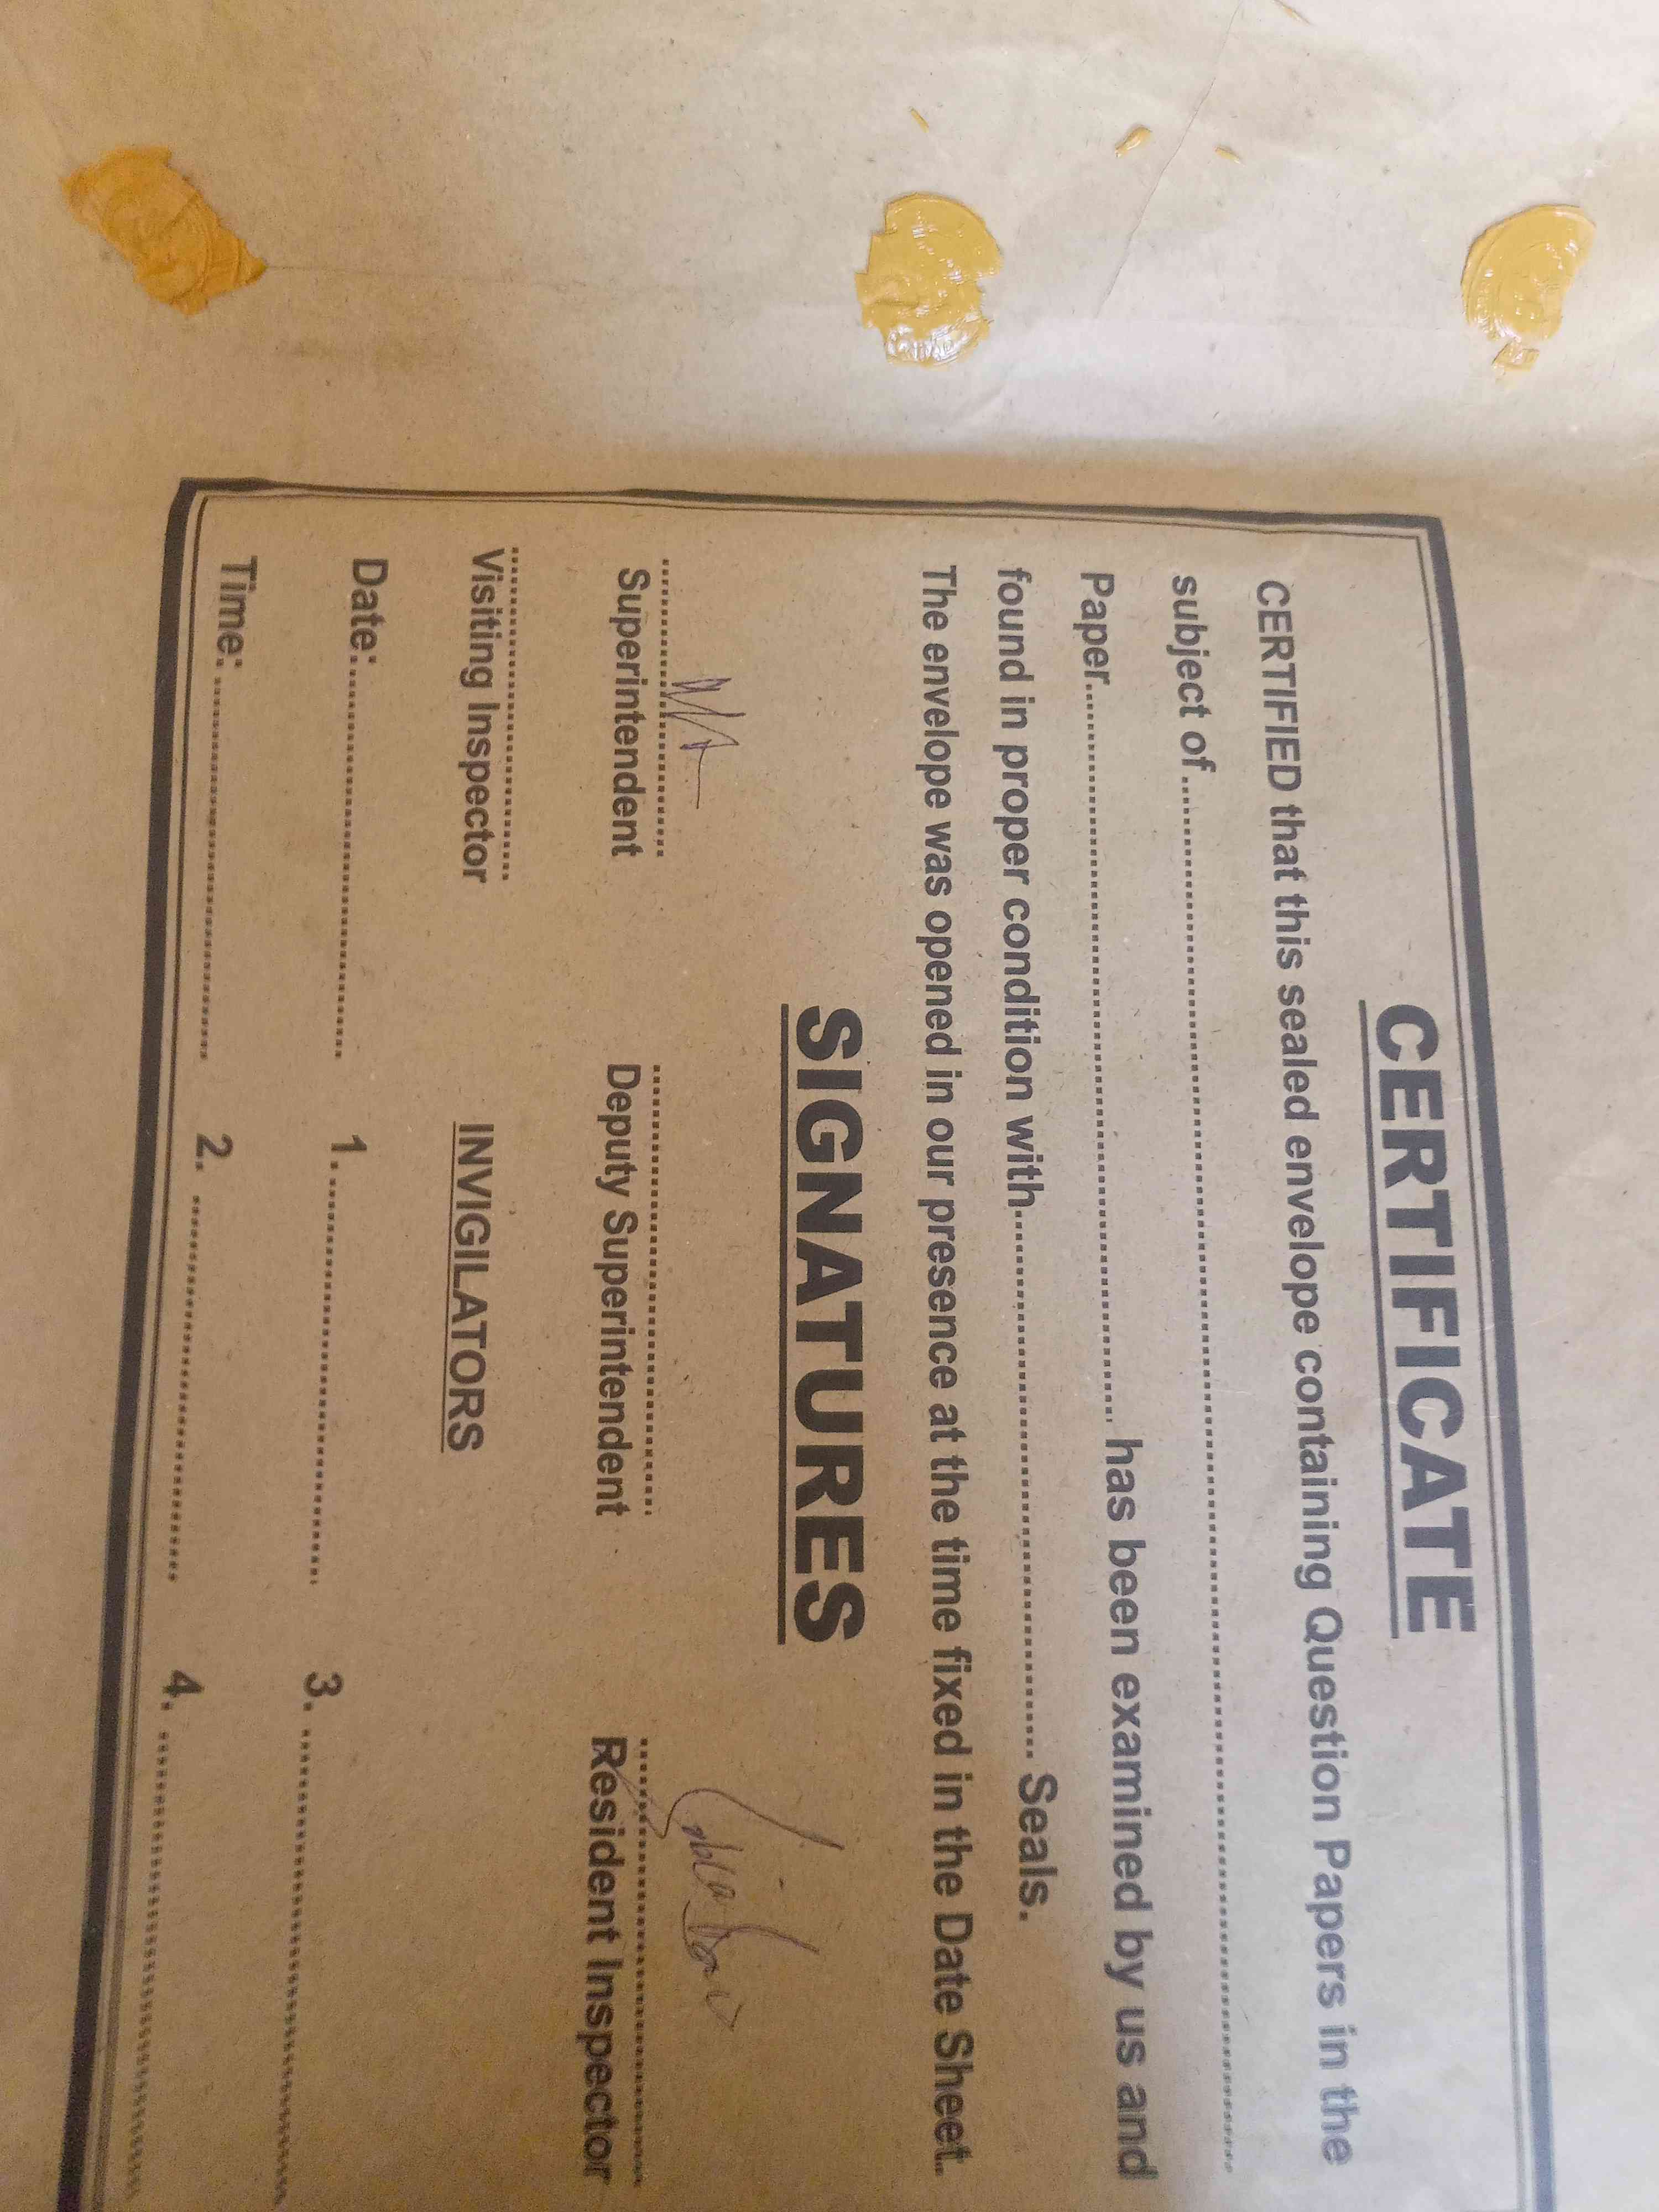 CERTIFICATE
CERTIFIED that this sealed envelope containing Question Papers in the
subject of..............................................................
Paper.................................................. has been examined by us and
found in proper condition with.................................................. Seals.
The envelope was opened in our presence at the time fixed in the Date Sheet.
SIGNATURES
Superintendent Deputy Superintendent Resident Inspector
Visiting Inspector INVIGILATORS
Date:.............................. 1. .............................. 3. ..............................
Time: .............................. 2. .............................. 4. ..............................